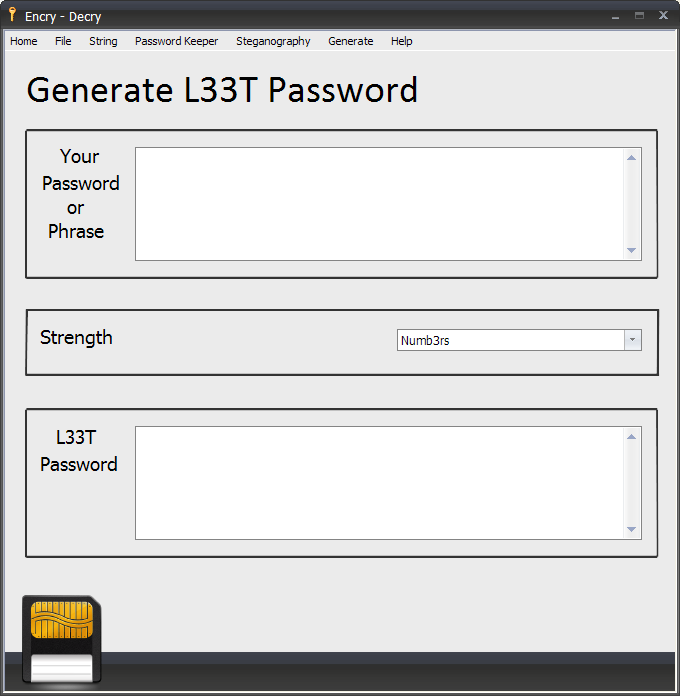 Encry - Decry
Home File String Password Keeper Steganography Generate Help
Generate L33T Password
Your
Password
or
Phrase
Strength
Numb3rs
L33T
Password